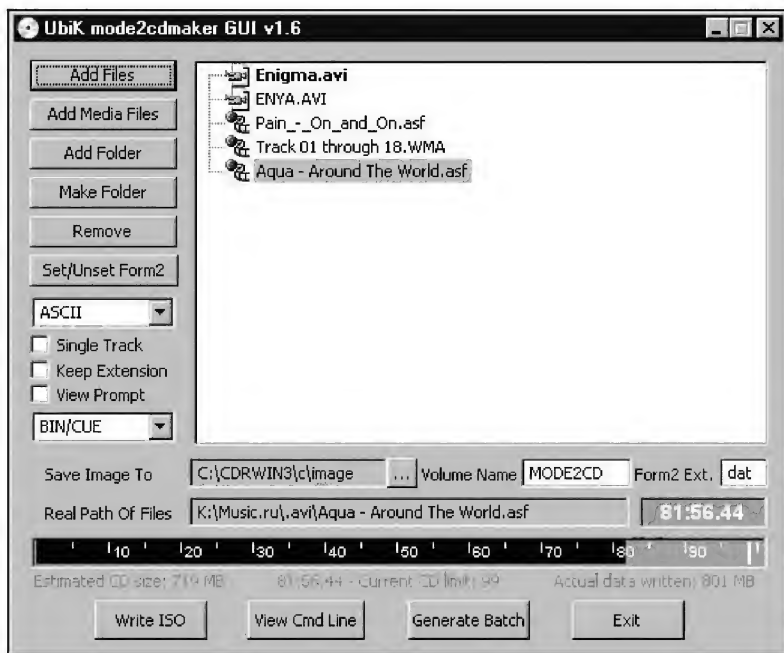 UbiK mode2cdmaker GUI v1.6
Add Files
Add Media Files
Add Folder
Make Folder
Remove
Set/Unset Form2
ASCII
Single Track
Keep Extension
View Prompt
BIN/CUE
Enigma.avi
ENYA.AVI
Pain_-_On_and_On.asf
Track 01 through 18.WMA
Aqua - Around The World.asf
Save Image To C:\CDRWIN3\c\image ... Volume Name MODE2CD Form2 Ext. dat
Real Path Of Files K:\Music.ru\.avi\Aqua - Around The World.asf 81:56.44
10 20 30 40 50 60 70 80 90
Estimated CD size: 719 MB 81:56.44 - Current CD limit: 99 Actual data written: 801 MB
Write ISO View Cmd Line Generate Batch Exit